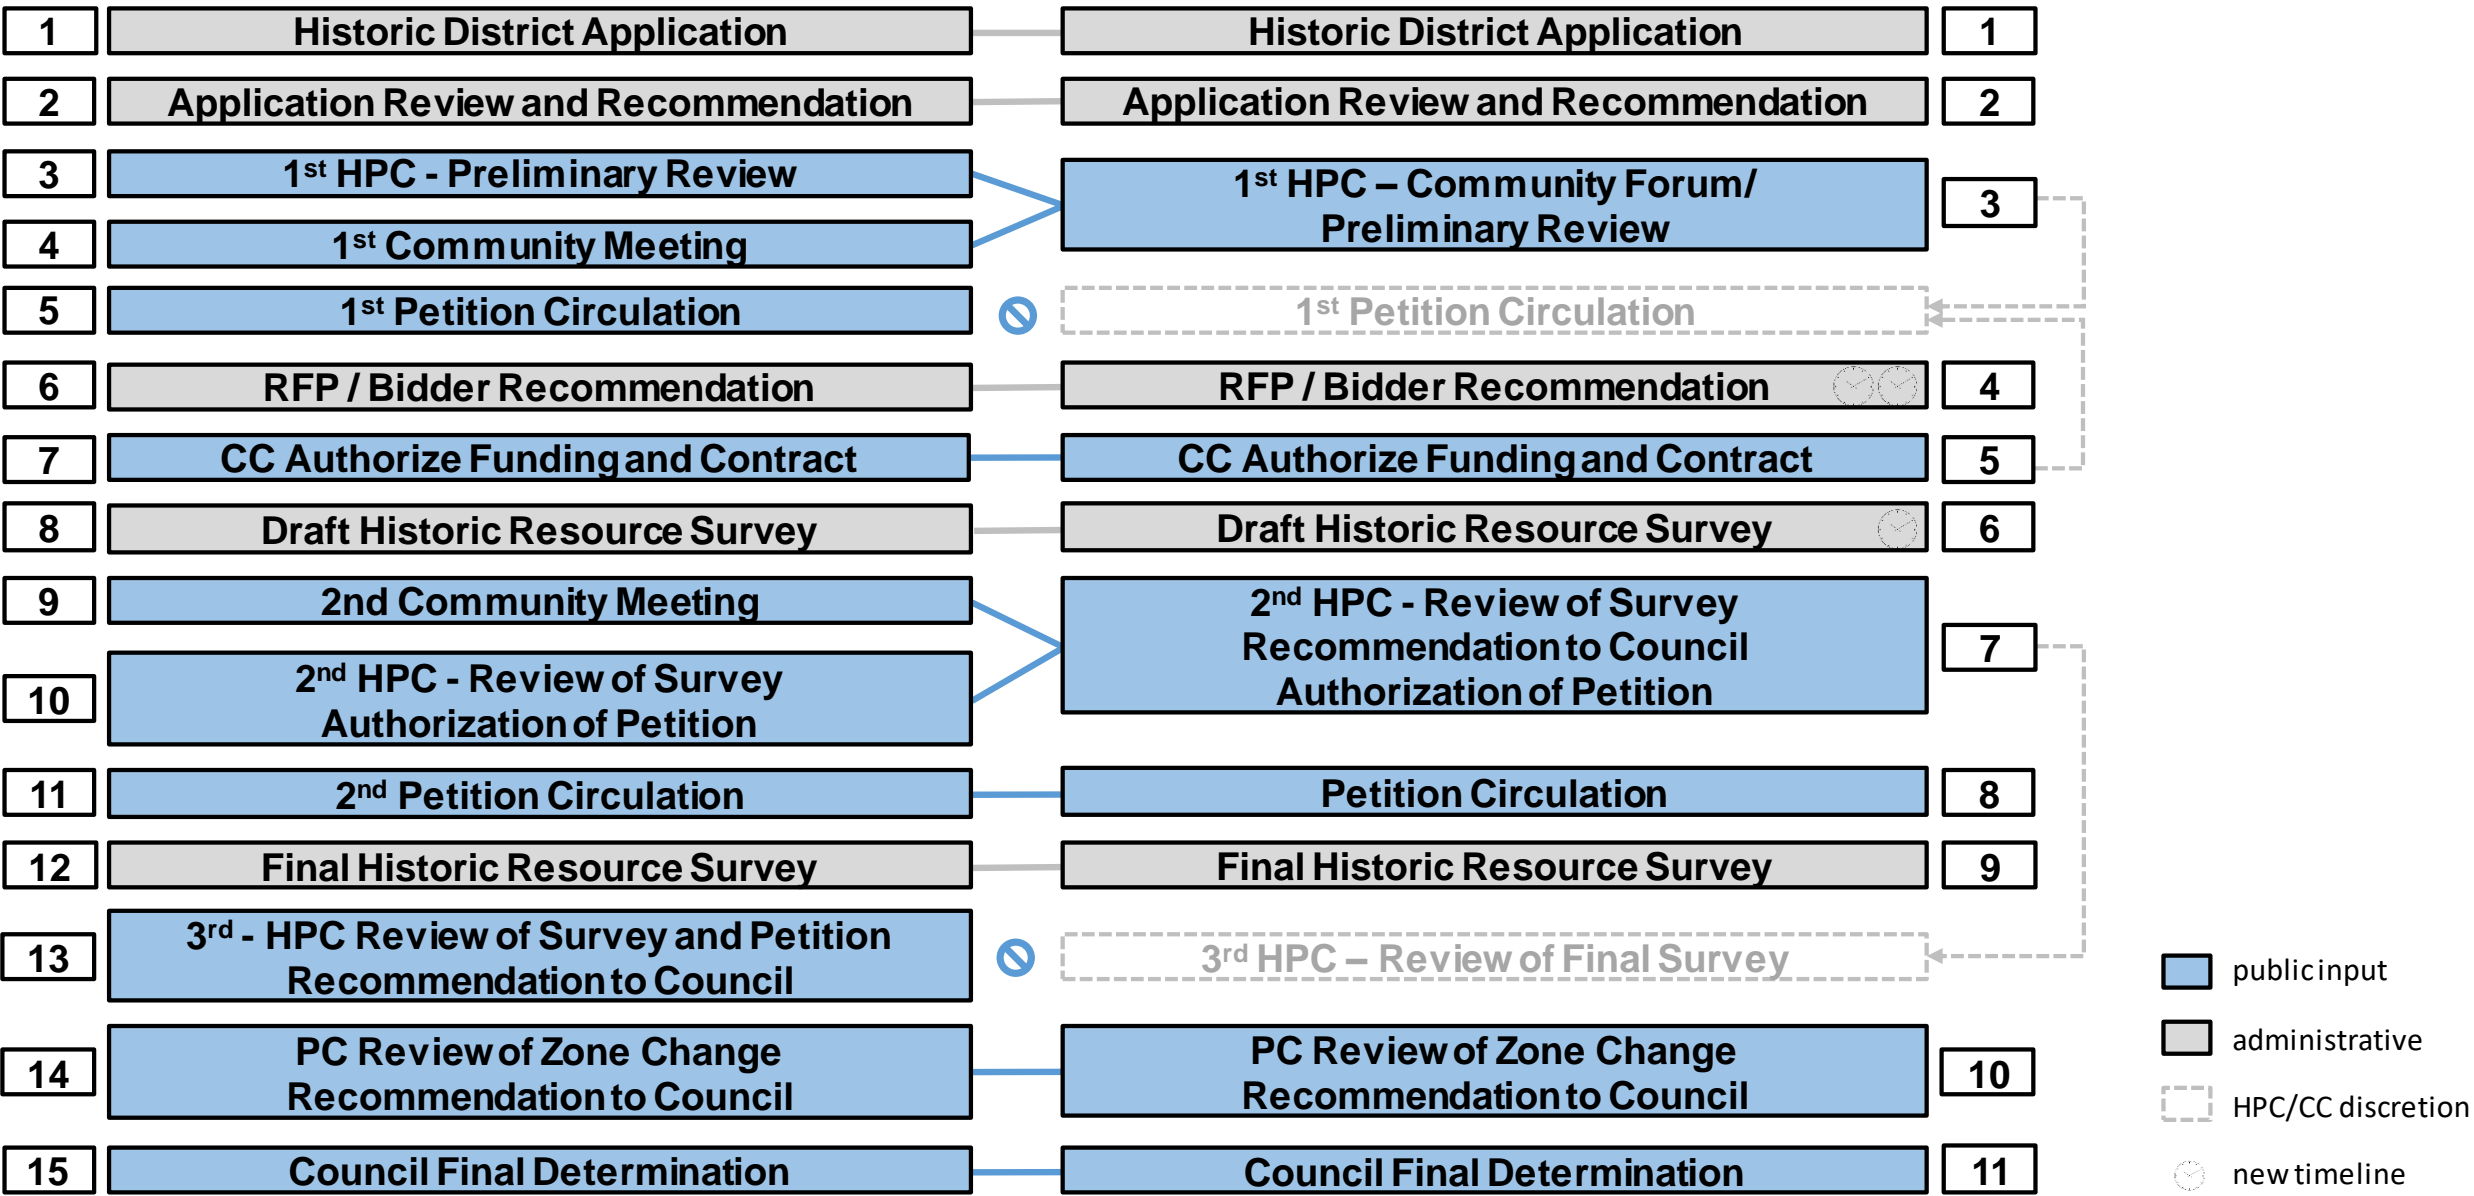 1 Historic District Application Historic District Application 1
2 Application Review and Recommendation Application Review and Recommendation 2
3 1st HPC - Preliminary Review
4 1st Community Meeting
1st HPC – Community Forum/
Preliminary Review
3
5 1st Petition Circulation 1st Petition Circulation
6 RFP / Bidder Recommendation RFP / Bidder Recommendation 4
7 CC Authorize Funding and Contract CC Authorize Funding and Contract 5
8 Draft Historic Resource Survey Draft Historic Resource Survey 6
9 2nd Community Meeting
10
2nd HPC - Review of Survey
Authorization of Petition
2nd HPC - Review of Survey
Recommendation to Council
Authorization of Petition
7
11 2nd Petition Circulation Petition Circulation 8
12 Final Historic Resource Survey Final Historic Resource Survey 9
13
3rd - HPC Review of Survey and Petition
Recommendation to Council
3rd HPC – Review of Final Survey
14
PC Review of Zone Change
Recommendation to Council
PC Review of Zone Change
Recommendation to Council
10
15 Council Final Determination Council Final Determination 11
public input
administrative
HPC/CC discretion
new timeline